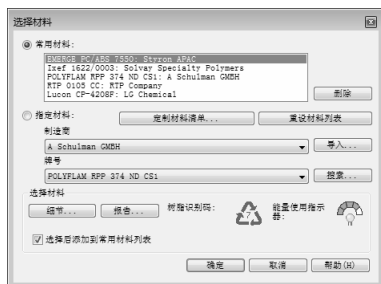 选择材料
常用材料:
EMERGE PC/ABS 7550: Styron APAC
Ixef 1622/0003: Solvay Specialty Polymers
POLYFLAM RPP 374 ND CS1: A Schulman GMBH
RTP 0105 CC: RTP Company
Lucon CP-4208F: LG Chemical
删除
指定材料:
定制材料清单...
重设材料列表
制造商
A Schulman GMBH
导入...
牌号
POLYFLAM RPP 374 ND CS1
搜索...
选择材料
细节...
报告...
树脂识别码:
7
能量使用指示
器:
选择后添加到常用材料列表
确定
取消
帮助(H)